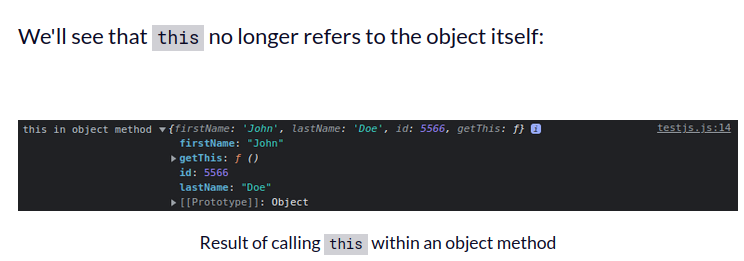 We'll see that this no longer refers to the object itself:
this in object method ▼{firstName: 'John', lastName: 'Doe', id: 5566, getThis: ƒ} i testjs.js:14
firstName: "John"
▶getThis: ƒ ()
id: 5566
lastName: "Doe"
▶[[Prototype]]: Object
Result of calling this within an object method